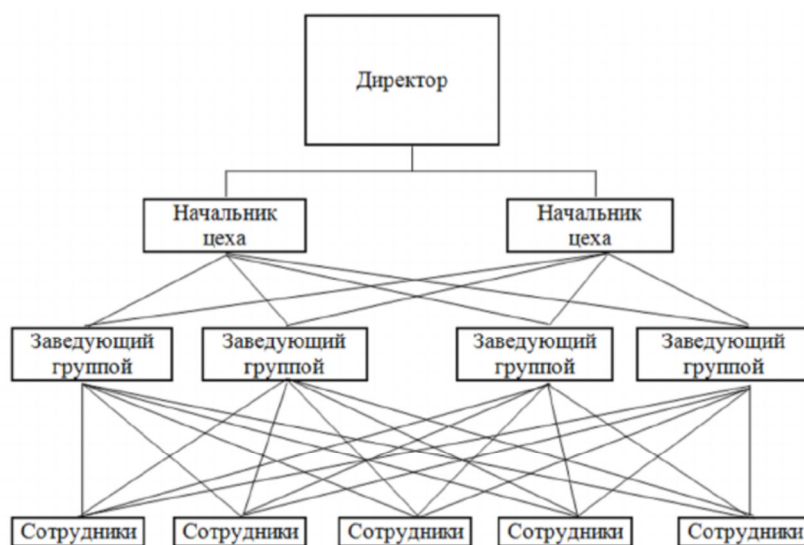 Директор
Начальник
цеха
Начальник
цеха
Заведующий
группой
Заведующий
группой
Заведующий
группой
Заведующий
группой
Сотрудники
Сотрудники
Сотрудники
Сотрудники
Сотрудники